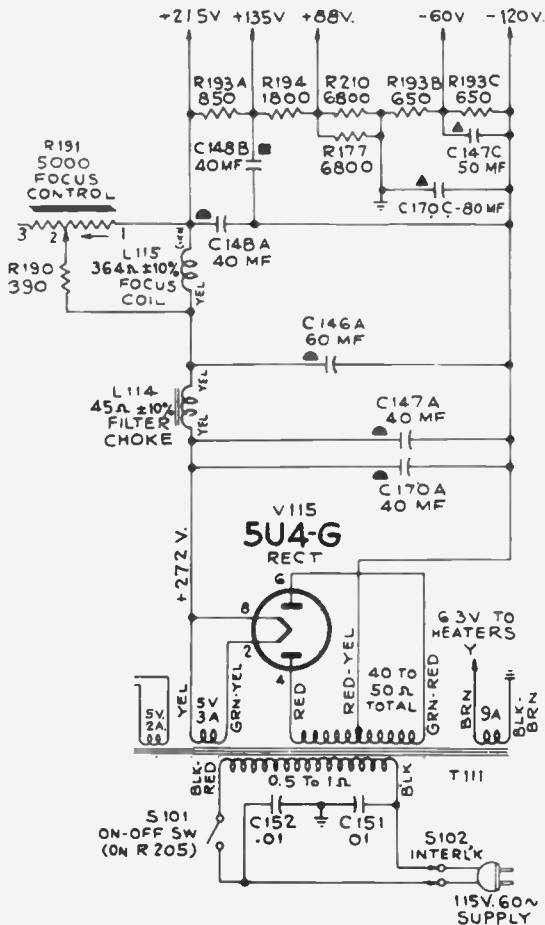 +215V +135V +88V. -60V -120V.
R193A R194 R210 R193B R193C
850 1800 6800 650 650
C148B
40 MF
R177
6800
C147C
50 MF
C170C-80MF
R191
5000
FOCUS
CONTROL
3 2 1
C148A
40 MF
GRN
L115
364Ω ±10%
FOCUS
COIL
YEL
R190
390
C146A
60 MF
YEL
L114
45Ω ±10%
FILTER
CHOKE
YEL
C147A
40 MF
C170A
40 MF
V115
5U4-G
RECT
+272V.
6
8
2
4
6.3V TO
HEATERS
Y
5V.
2A.
YEL
5V
3A
GRN-YEL
RED
RED-YEL
40 TO
50Ω
TOTAL
GRN-RED
BRN
9A
BLK-
BRN
BLK-
RED
0.5 TO 1Ω
BLK
T111
S101
ON-OFF SW
(ON R205)
C152
.01
C151
.01
S102
INTERL'K
115V. 60~
SUPPLY